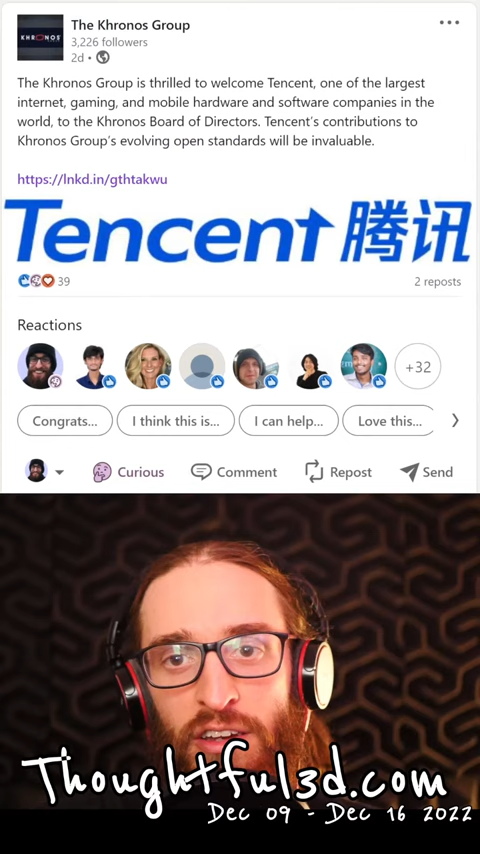 KHRONOS
The Khronos Group
3,226 followers
2d •
The Khronos Group is thrilled to welcome Tencent, one of the largest
internet, gaming, and mobile hardware and software companies in the
world, to the Khronos Board of Directors. Tencent's contributions to
Khronos Group's evolving open standards will be invaluable.
https://lnkd.in/gthtakwu
Tencent 腾讯
39
2 reposts
Reactions
+32
Congrats...
I think this is...
I can help...
Love this...
Curious
Comment
Repost
Send
Thoughtful3d.com
Dec 09 - Dec 16 2022